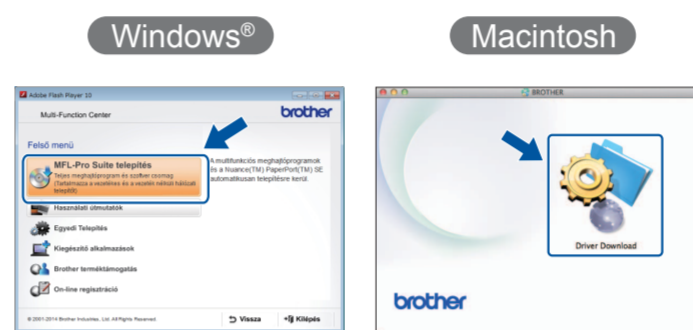 Windows®
Macintosh
Adobe Flash Player 10
Multi-Function Center
brother
Felső menü
MFL-Pro Suite telepítés
Teljes meghajtóprogram és szoftver csomag
(Tartalmazza a vezetékes és a vezeték nélküli hálózati
telepítőt)
A multifunkciós meghajtóprogramok
és a Nuance(TM) PaperPort(TM) SE
automatikusan telepítésre kerül.
Használati útmutatók
Egyedi Telepítés
Kiegészítő alkalmazások
Brother terméktámogatás
On-line regisztráció
© 2001-2014 Brother Industries, Ltd. All Rights Reserved.
Vissza
Kilépés
BROTHER
Driver Download
brother